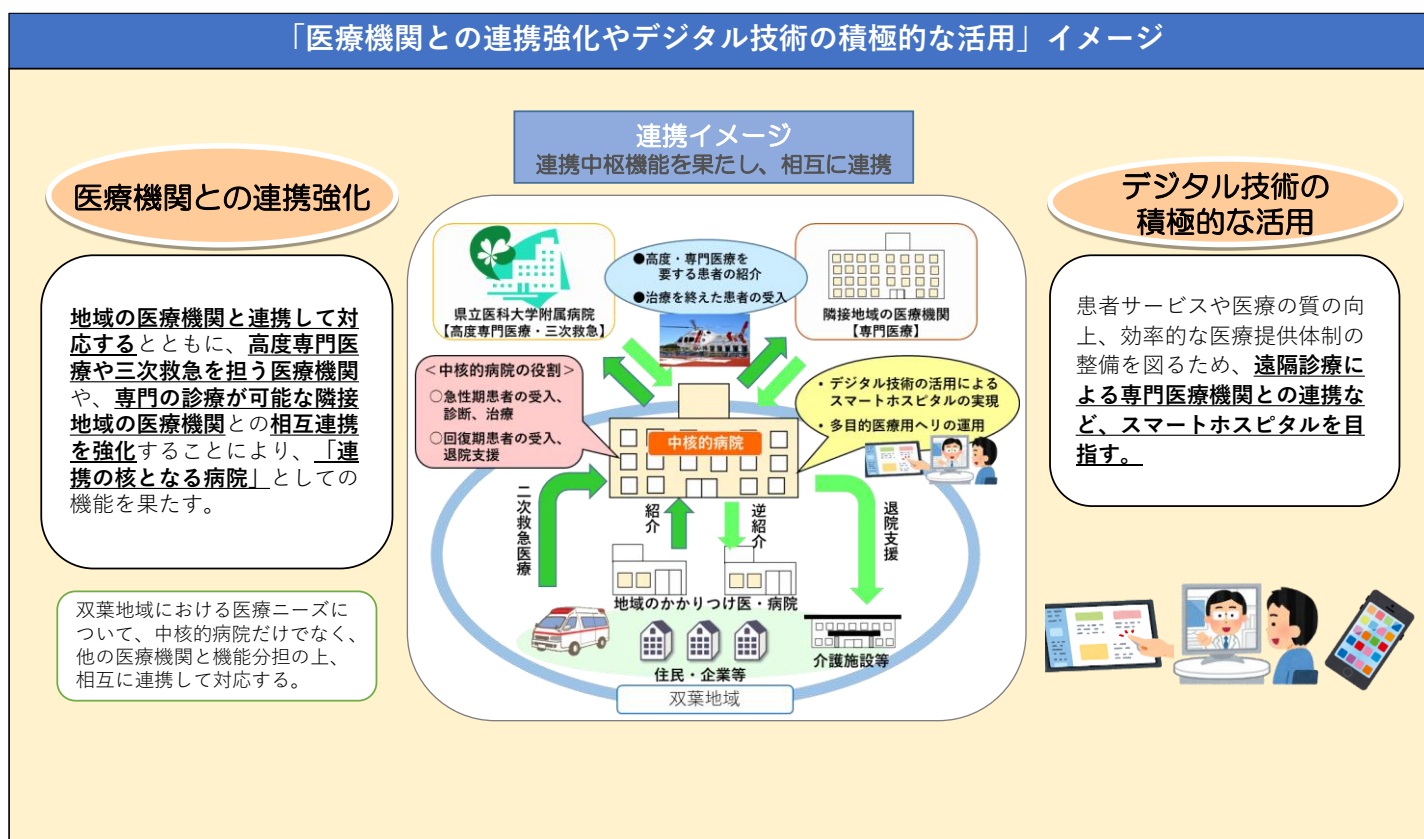 「医療機関との連携強化やデジタル技術の積極的な活用」イメージ
医療機関との連携強化
地域の医療機関と連携して対
応するとともに、高度専門医
療や三次救急を担う医療機関
や、専門の診療が可能な隣接
地域の医療機関との相互連携
を強化することにより、「連
携の核となる病院」としての
機能を果たす。
双葉地域における医療ニーズに
ついて、中核的病院だけでなく、
他の医療機関と機能分担の上、
相互に連携して対応する。
連携イメージ
連携中枢機能を果たし、相互に連携
県立医科大学附属病院
【高度専門医療・三次救急】
●高度・専門医療を
要する患者の紹介
●治療を終えた患者の受入
隣接地域の医療機関
【専門医療】
＜中核的病院の役割＞
○急性期患者の受入、
診断、治療
○回復期患者の受入、
退院支援
中核的病院
・デジタル技術の活用による
スマートホスピタルの実現
・多目的医療用ヘリの運用
二次救急医療
紹介
逆紹介
退院支援
地域のかかりつけ医・病院
住民・企業等
介護施設等
双葉地域
デジタル技術の
積極的な活用
患者サービスや医療の質の向
上、効率的な医療提供体制の
整備を図るため、遠隔診療に
よる専門医療機関との連携な
ど、スマートホスピタルを目
指す。